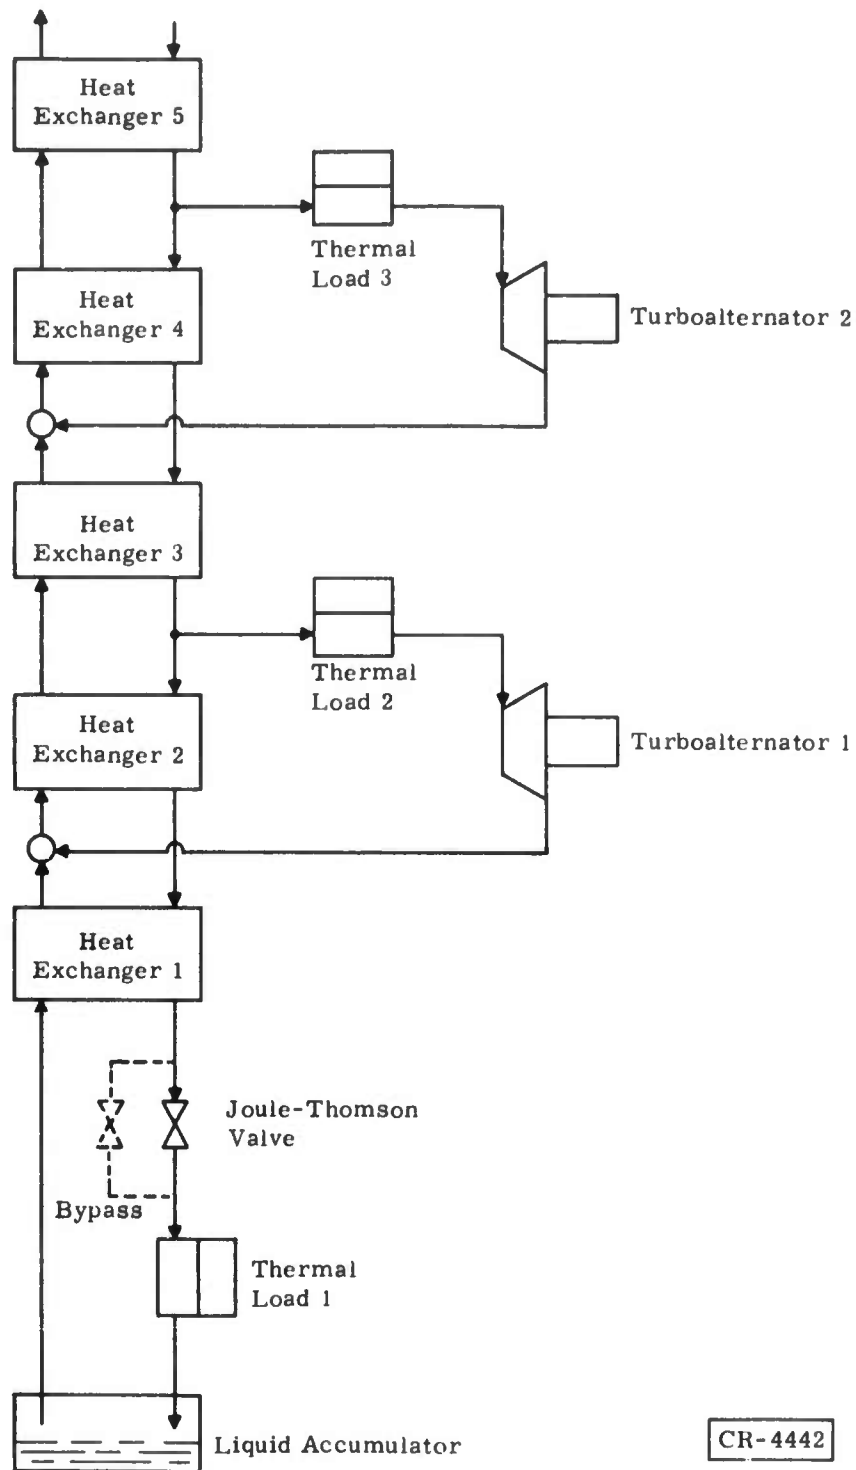 Heat
Exchanger 5
Thermal
Load 3
Heat
Exchanger 4
Turboalternator 2
Heat
Exchanger 3
Thermal
Load 2
Heat
Exchanger 2
Turboalternator 1
Heat
Exchanger 1
Joule-Thomson
Valve
Bypass
Thermal
Load 1
Liquid Accumulator
CR-4442